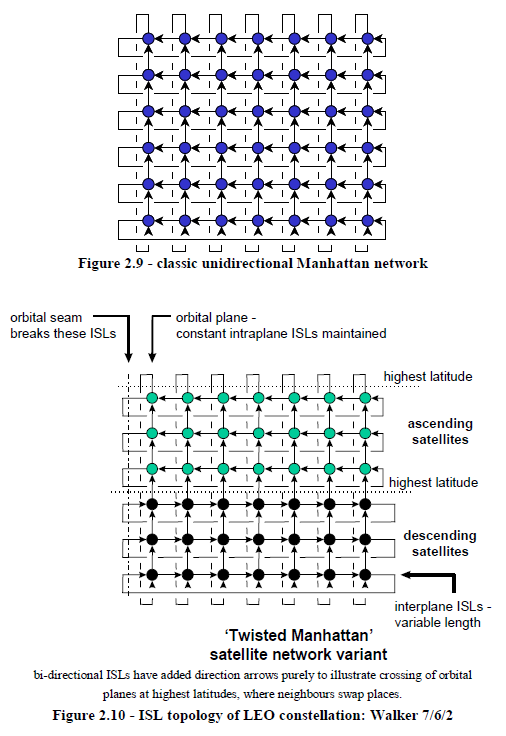 Figure 2.9 - classic unidirectional Manhattan network
orbital seam
breaks these ISLs
orbital plane -
constant intraplane ISLs maintained
highest latitude
ascending
satellites
highest latitude
descending
satellites
interplane ISLs -
variable length
'Twisted Manhattan'
satellite network variant
bi-directional ISLs have added direction arrows purely to illustrate crossing of orbital
planes at highest latitudes, where neighbours swap places.
Figure 2.10 - ISL topology of LEO constellation: Walker 7/6/2